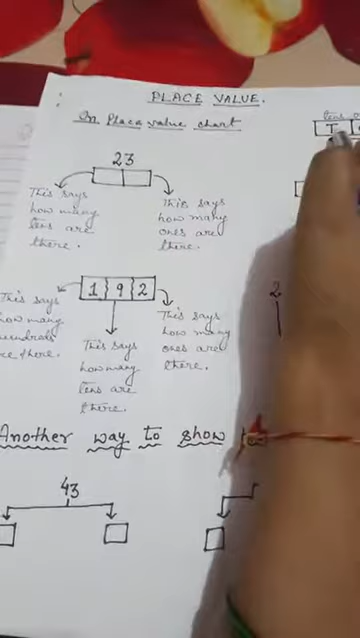 PLACE VALUE.
On Place value chart
tens
T
23
This says
how many
tens are
there.
This says
how many
ones are
there.
1 9 2
This says
how many
hundreds
are there.
This says
how many
tens are
there.
This says
how many
ones are
there.
2
Another way to show
43